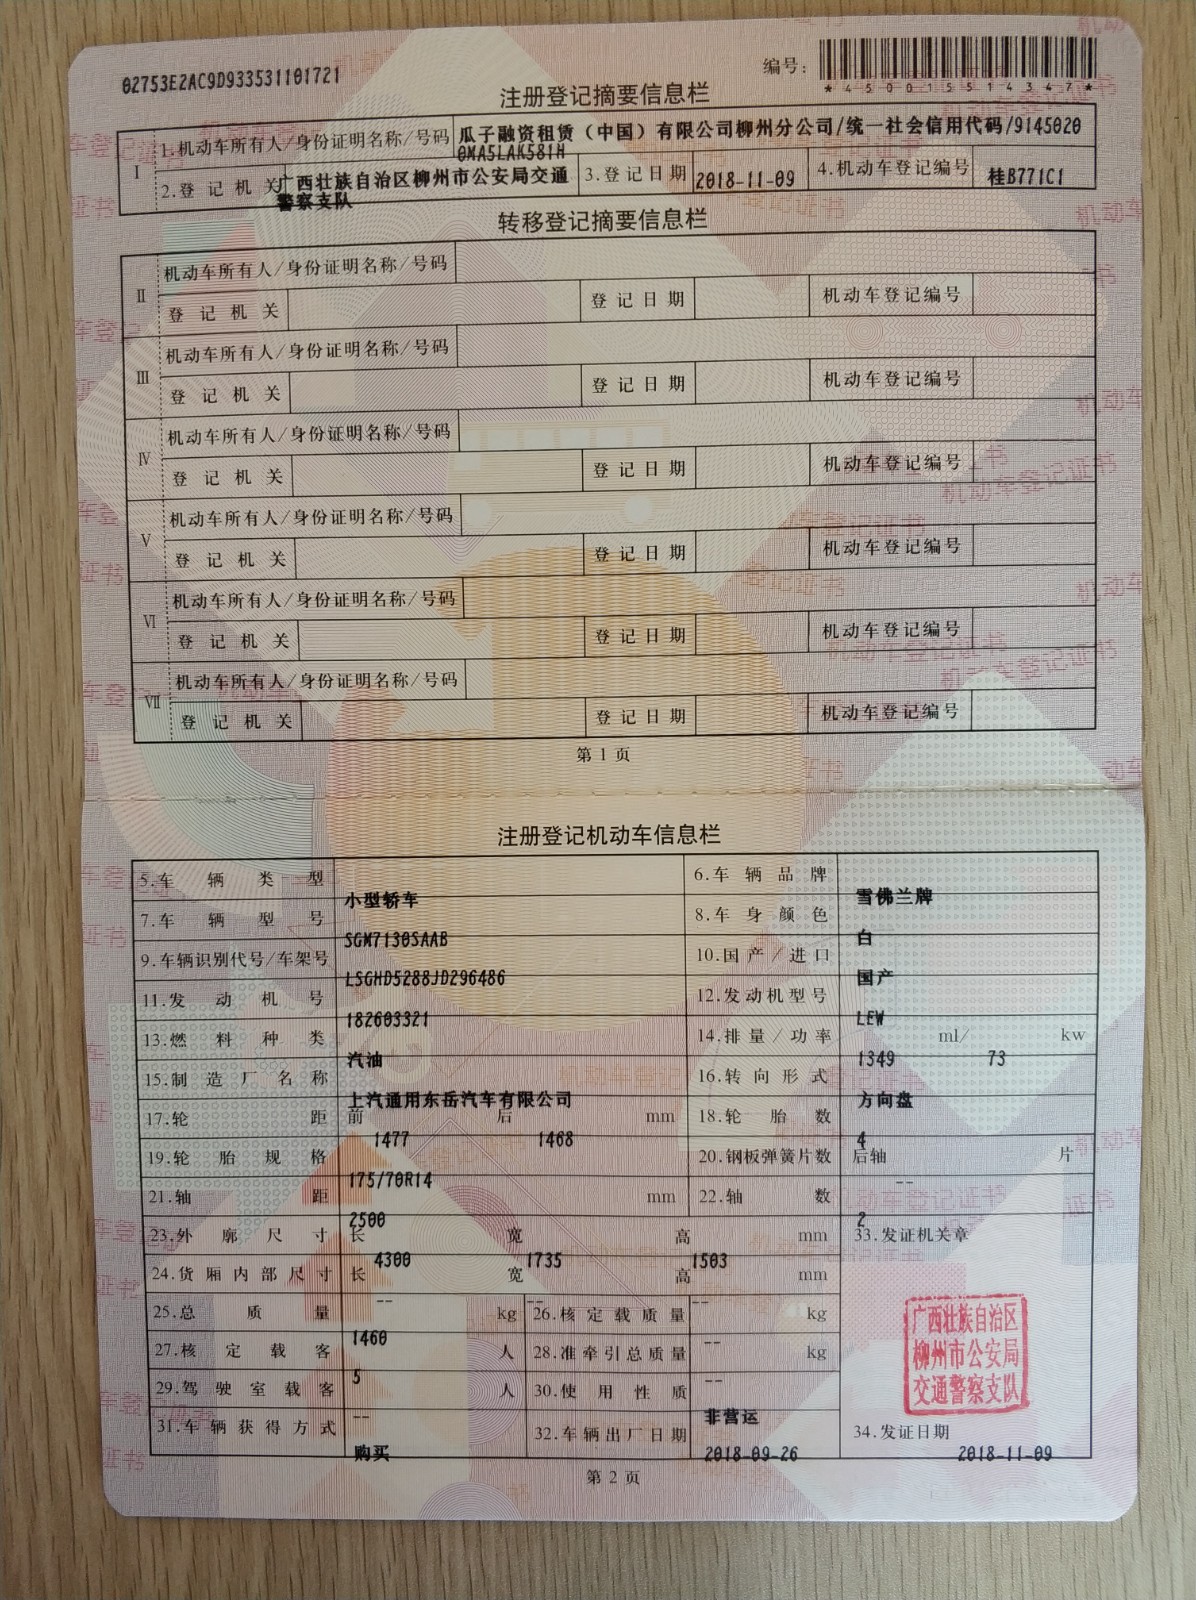 02753E2AC9D933531101721
编号：
*450015514347*
注册登记摘要信息栏
I
1.机动车所有人/身份证明名称/号码 瓜子融资租赁（中国）有限公司柳州分公司/统一社会信用代码/9145020
0MA5LAK581H
2.登记机关 广西壮族自治区柳州市公安局交通 3.登记日期 2018-11-09 4.机动车登记编号 桂B771C1
警察支队
转移登记摘要信息栏
II
机动车所有人/身份证明名称/号码
登记机关 登记日期 机动车登记编号
III
机动车所有人/身份证明名称/号码
登记机关 登记日期 机动车登记编号
IV
机动车所有人/身份证明名称/号码
登记机关 登记日期 机动车登记编号
V
机动车所有人/身份证明名称/号码
登记机关 登记日期 机动车登记编号
VI
机动车所有人/身份证明名称/号码
登记机关 登记日期 机动车登记编号
VII
机动车所有人/身份证明名称/号码
登记机关 登记日期 机动车登记编号
第1页
注册登记机动车信息栏
5.车辆类型 小型轿车 6.车辆品牌 雪佛兰牌
7.车辆型号 SGM7130SAAB 8.车身颜色 白
9.车辆识别代号/车架号 LSGHD5288JD296486 10.国产/进口 国产
11.发动机号 182603321 12.发动机型号 LEW
13.燃料种类 汽油 14.排量/功率 1349 ml/ 73 kw
15.制造厂名称 上汽通用东岳汽车有限公司 16.转向形式 方向盘
17.轮距 前 1477 后 1468 mm 18.轮胎数 4
19.轮胎规格 175/70R14 20.钢板弹簧片数 后轴 -- 片
21.轴距 2500 mm 22.轴数 2
23.外廓尺寸 长 4300 宽 1735 高 1503 mm 33.发证机关章
24.货厢内部尺寸 长 -- 宽 -- 高 -- mm
25.总质量 1460 kg 26.核定载质量 -- kg
27.核定载客 5 人 28.准牵引总质量 -- kg
29.驾驶室载客 -- 人 30.使用性质 非营运
31.车辆获得方式 购买 32.车辆出厂日期 2018-09-26 34.发证日期 2018-11-09
广西壮族自治区
柳州市公安局
交通警察支队
第2页